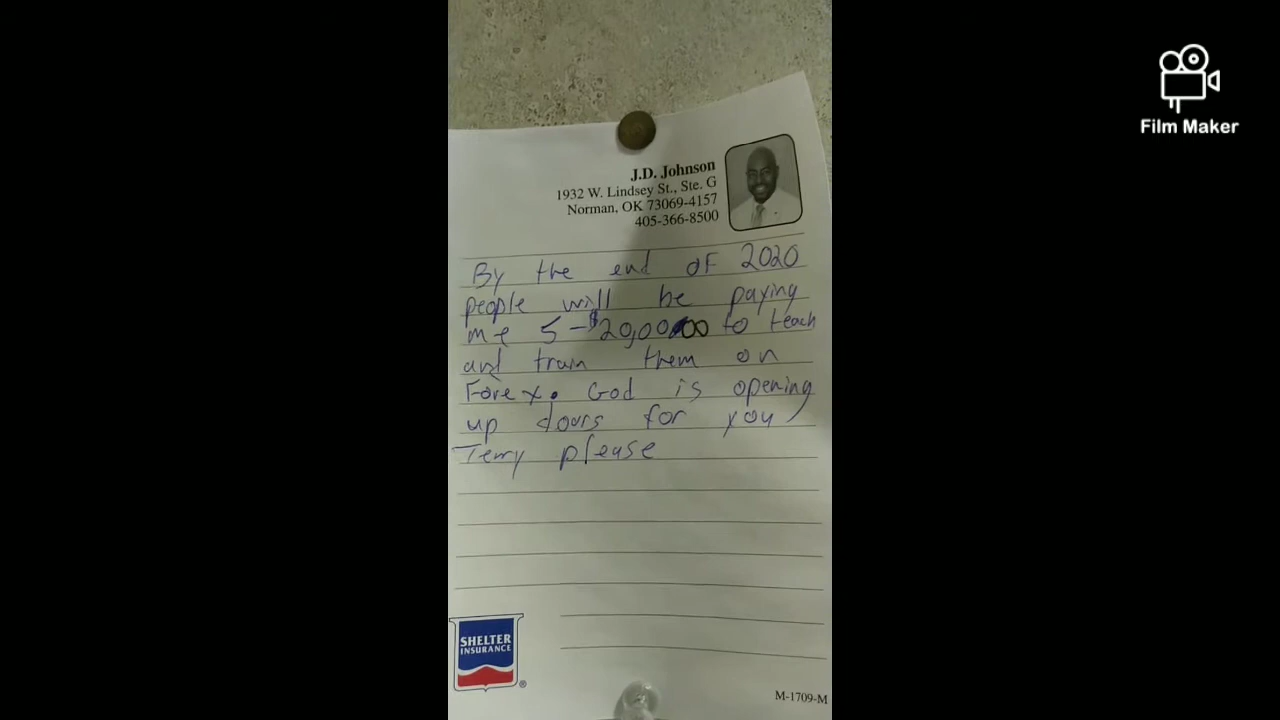 Film Maker
J.D. Johnson
1932 W. Lindsey St., Ste. G
Norman, OK 73069-4157
405-366-8500
By the end of 2020
people will be paying
me 5-$20,00000 to teach
and train them on
Forex. God is opening
up doors for you
Terry please
SHELTER
INSURANCE
®
M-1709-M